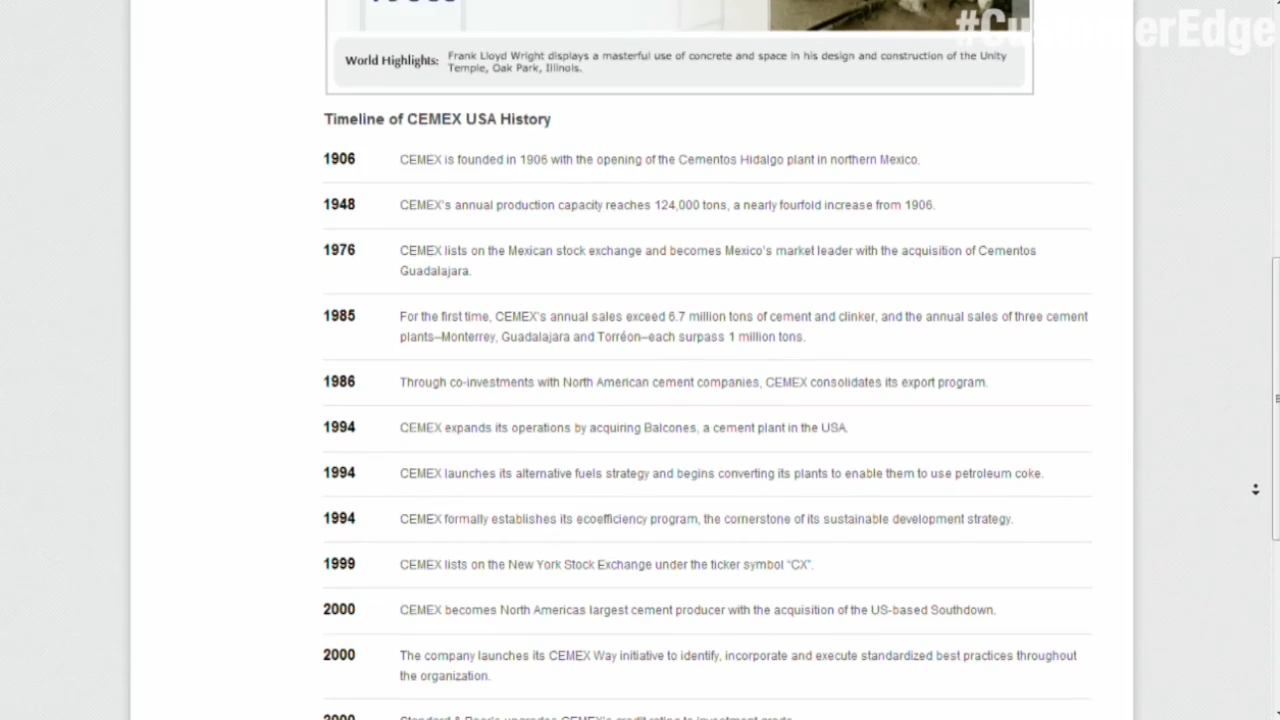 World Highlights:
Frank Lloyd Wright displays a masterful use of concrete and space in his design and construction of the Unity
Temple, Oak Park, Illinois.
Timeline of CEMEX USA History
1906 CEMEX is founded in 1906 with the opening of the Cementos Hidalgo plant in northern Mexico.
1948 CEMEX's annual production capacity reaches 124,000 tons, a nearly fourfold increase from 1906.
1976 CEMEX lists on the Mexican stock exchange and becomes Mexico's market leader with the acquisition of Cementos
Guadalajara.
1985 For the first time, CEMEX's annual sales exceed 6.7 million tons of cement and clinker, and the annual sales of three cement
plants–Monterrey, Guadalajara and Torréon–each surpass 1 million tons.
1986 Through co-investments with North American cement companies, CEMEX consolidates its export program.
1994 CEMEX expands its operations by acquiring Balcones, a cement plant in the USA.
1994 CEMEX launches its alternative fuels strategy and begins converting its plants to enable them to use petroleum coke.
1994 CEMEX formally establishes its ecoefficiency program, the cornerstone of its sustainable development strategy.
1999 CEMEX lists on the New York Stock Exchange under the ticker symbol “CX”.
2000 CEMEX becomes North Americas largest cement producer with the acquisition of the US-based Southdown.
2000 The company launches its CEMEX Way initiative to identify, incorporate and execute standardized best practices throughout
the organization.
2000 Standard & Poor's upgrades CEMEX's credit rating to investment grade.